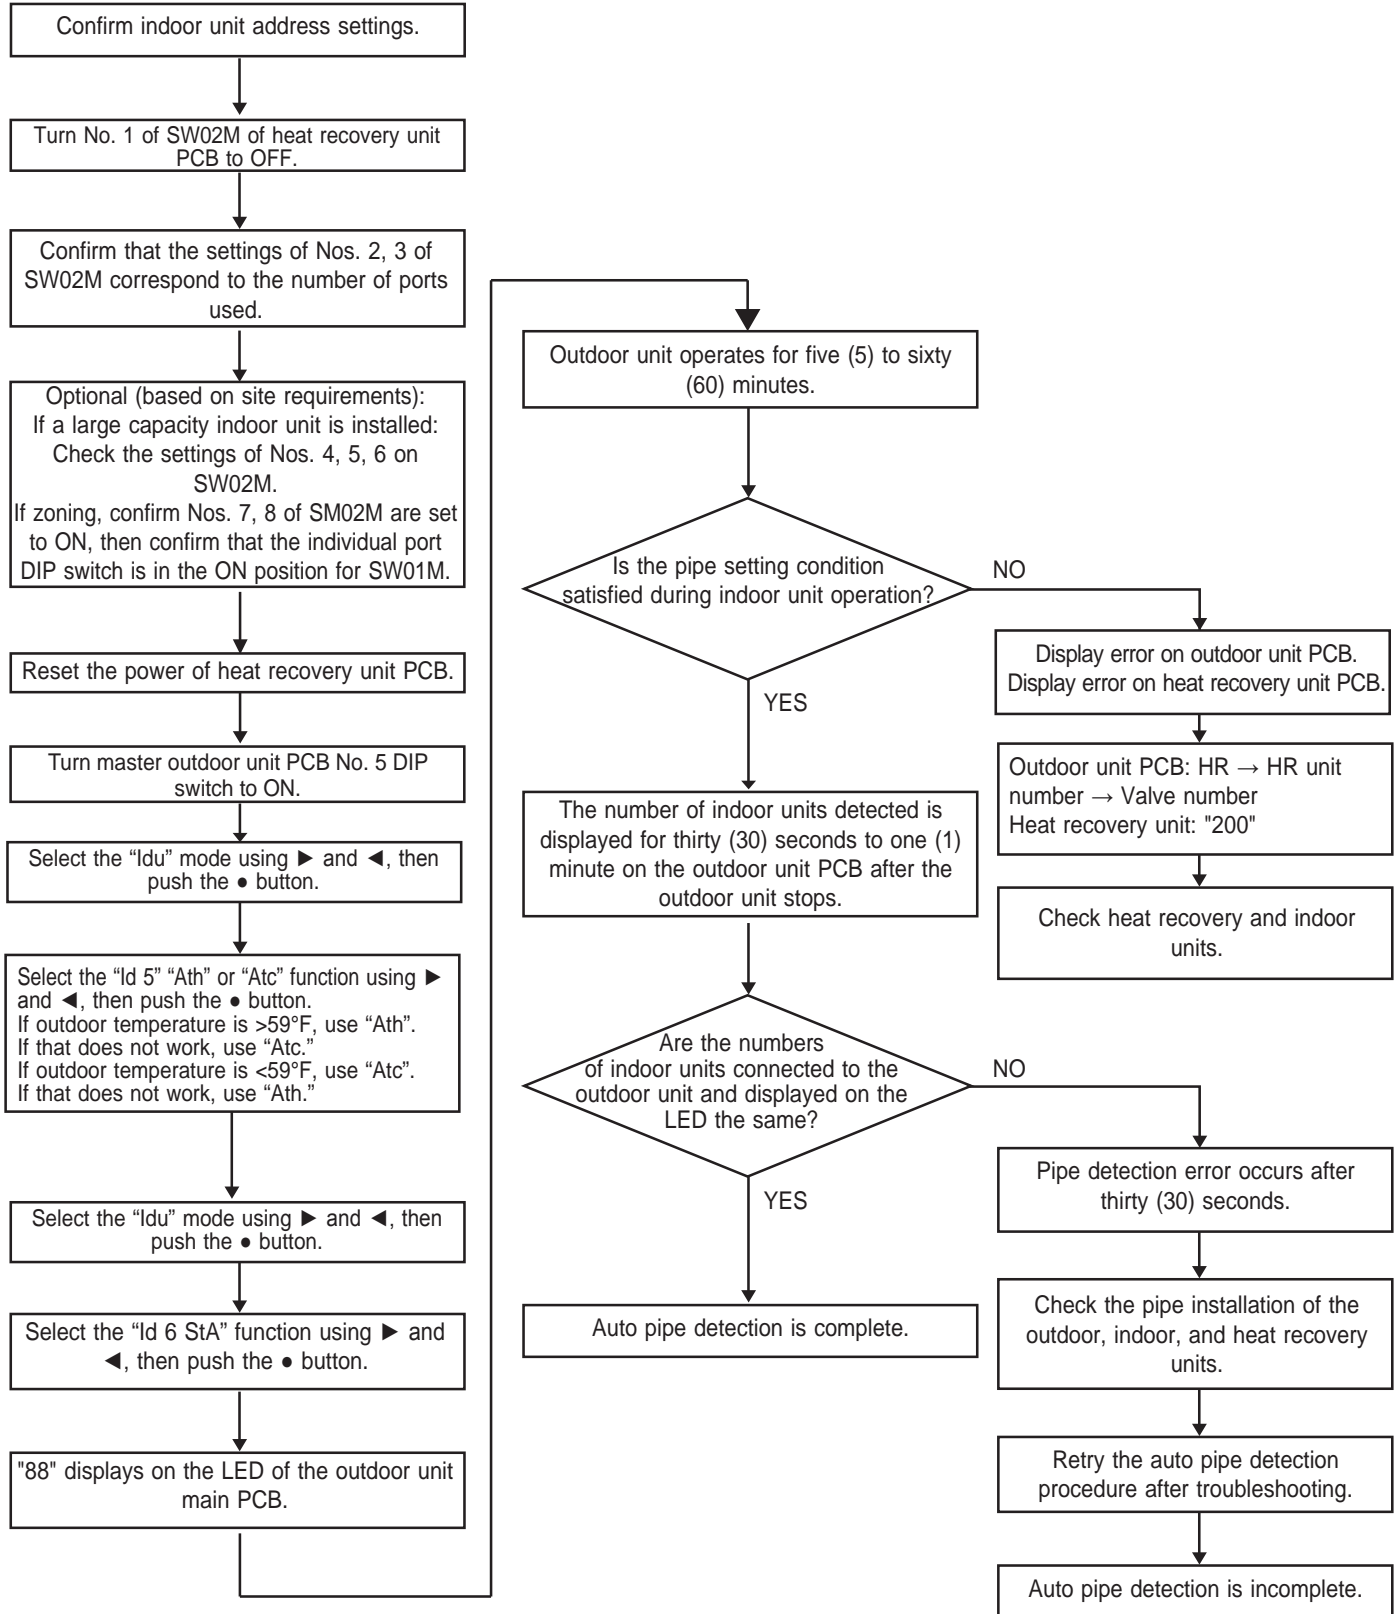 Confirm indoor unit address settings.
Turn No. 1 of SW02M of heat recovery unit
PCB to OFF.
Confirm that the settings of Nos. 2, 3 of
SW02M correspond to the number of ports
used.
Optional (based on site requirements):
If a large capacity indoor unit is installed:
Check the settings of Nos. 4, 5, 6 on
SW02M.
If zoning, confirm Nos. 7, 8 of SM02M are set
to ON, then confirm that the individual port
DIP switch is in the ON position for SW01M.
Reset the power of heat recovery unit PCB.
Turn master outdoor unit PCB No. 5 DIP
switch to ON.
Select the “Idu” mode using ► and ◄, then
push the ● button.
Select the “Id 5” “Ath” or “Atc” function using ►
and ◄, then push the ● button.
If outdoor temperature is >59°F, use “Ath”.
If that does not work, use “Atc.”
If outdoor temperature is <59°F, use “Atc”.
If that does not work, use “Ath.”
Select the “Idu” mode using ► and ◄, then
push the ● button.
Select the “Id 6 StA” function using ► and
◄, then push the ● button.
"88" displays on the LED of the outdoor unit
main PCB.
Outdoor unit operates for five (5) to sixty
(60) minutes.
Is the pipe setting condition
satisfied during indoor unit operation?
NO
YES
Display error on outdoor unit PCB.
Display error on heat recovery unit PCB.
Outdoor unit PCB: HR → HR unit
number → Valve number
Heat recovery unit: "200"
Check heat recovery and indoor
units.
The number of indoor units detected is
displayed for thirty (30) seconds to one (1)
minute on the outdoor unit PCB after the
outdoor unit stops.
Are the numbers
of indoor units connected to the
outdoor unit and displayed on the
LED the same?
NO
YES
Auto pipe detection is complete.
Pipe detection error occurs after
thirty (30) seconds.
Check the pipe installation of the
outdoor, indoor, and heat recovery
units.
Retry the auto pipe detection
procedure after troubleshooting.
Auto pipe detection is incomplete.